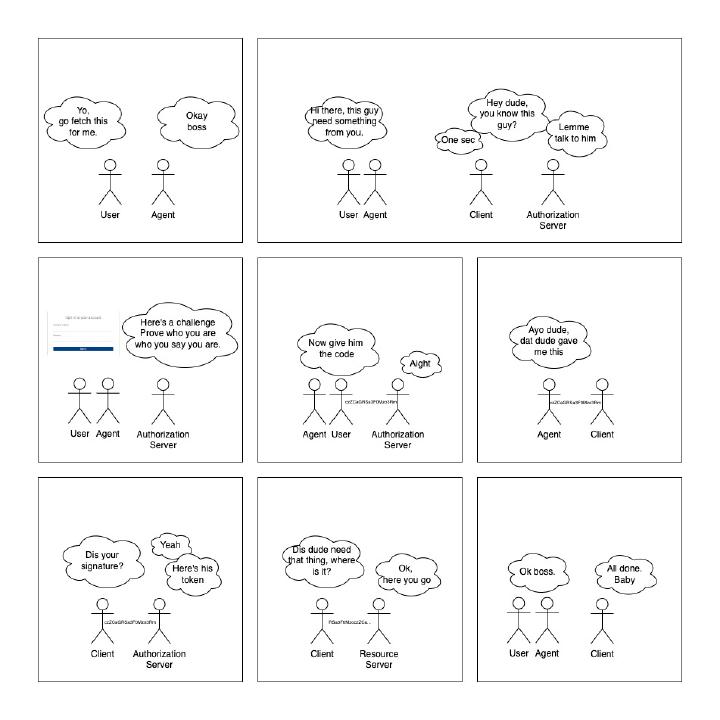 Yo,
go fetch this
for me.
Okay
boss
User
Agent
Hi there, this guy
need something
from you.
One sec
Hey dude,
you know this
guy?
Lemme
talk to him
User
Agent
Client
Authorization
Server
Here's a challenge
Prove who you are
who you say you are.
User
Agent
Authorization
Server
Now give him
the code
Aight
Agent
User
Authorization
Server
Ayo dude,
dat dude gave
me this
Agent
Client
Dis your
signature?
Yeah
Here's his
token
Client
Authorization
Server
Dis dude need
that thing, where
is it?
Ok,
here you go
Client
Resource
Server
Ok boss.
All done.
Baby
User
Agent
Client